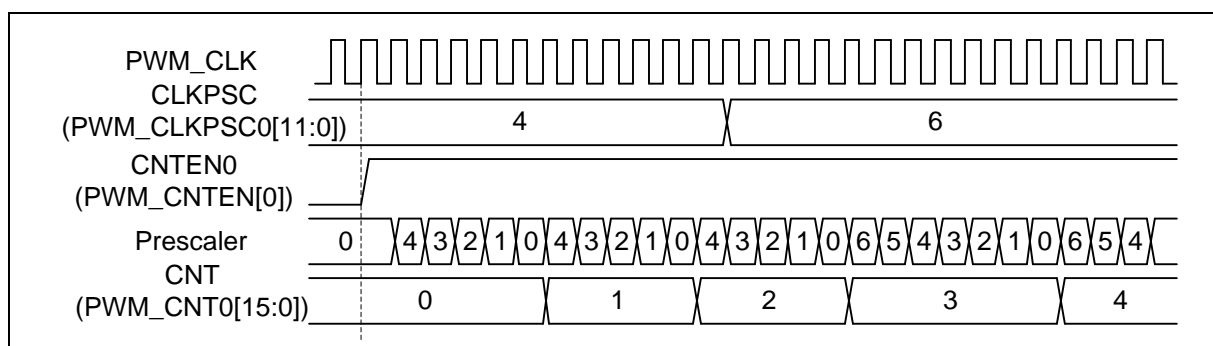 PWM_CLK
CLKPSC
(PWM_CLKPSC0[11:0])
4 6
CNTEN0
(PWM_CNTEN[0])
Prescaler 0 4 3 2 1 0 4 3 2 1 0 4 3 2 1 0 6 5 4 3 2 1 0 6 5 4
CNT
(PWM_CNT0[15:0])
0 1 2 3 4